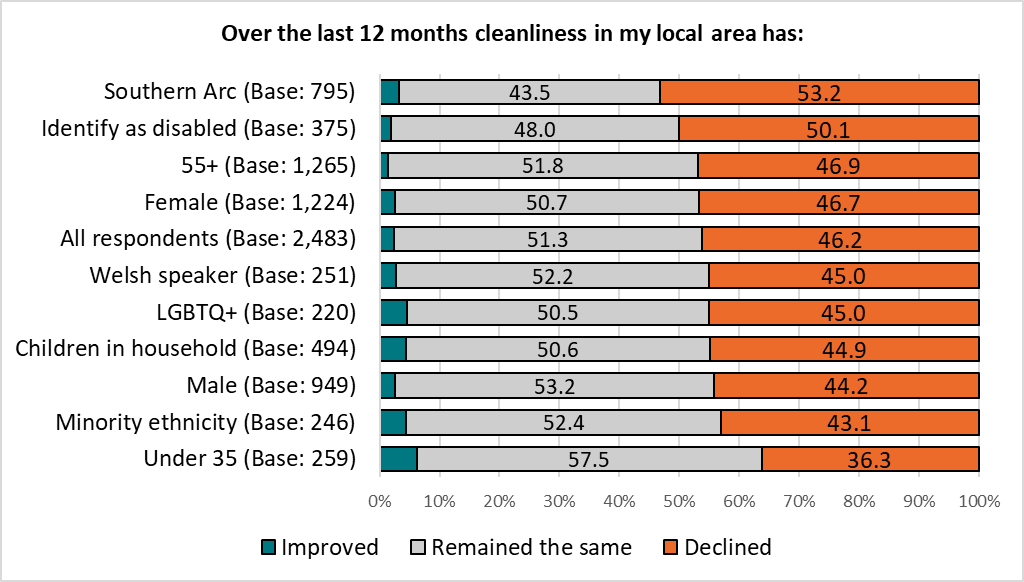 Over the last 12 months cleanliness in my local area has:
Southern Arc (Base: 795) 43.5 53.2
Identify as disabled (Base: 375) 48.0 50.1
55+ (Base: 1,265) 51.8 46.9
Female (Base: 1,224) 50.7 46.7
All respondents (Base: 2,483) 51.3 46.2
Welsh speaker (Base: 251) 52.2 45.0
LGBTQ+ (Base: 220) 50.5 45.0
Children in household (Base: 494) 50.6 44.9
Male (Base: 949) 53.2 44.2
Minority ethnicity (Base: 246) 52.4 43.1
Under 35 (Base: 259) 57.5 36.3
0% 10% 20% 30% 40% 50% 60% 70% 80% 90% 100%
Improved Remained the same Declined